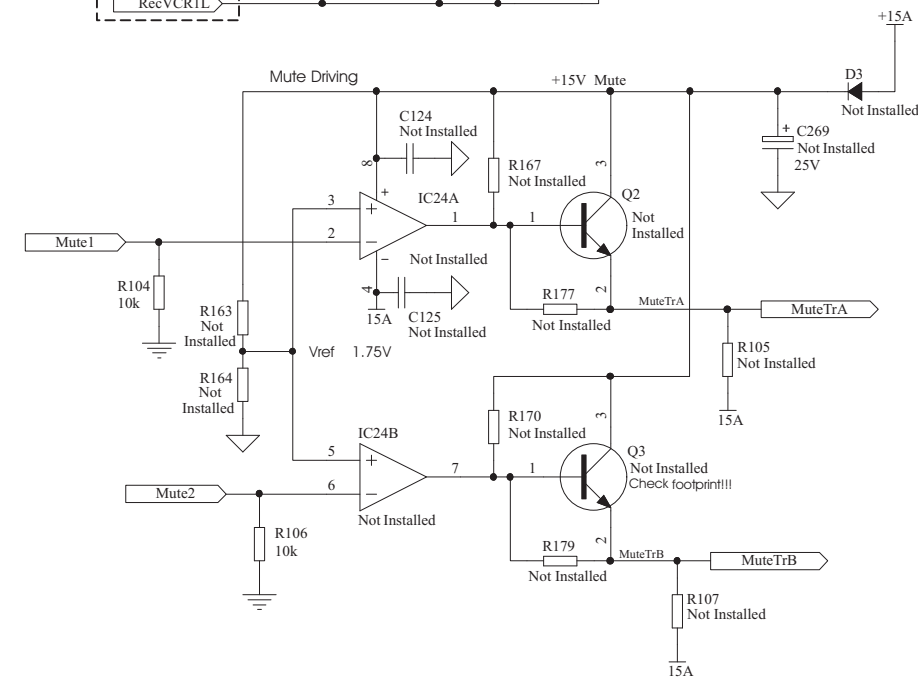 RecVCR1L
+15A
Mute Driving
+15V Mute
D3
Not Installed
C124
Not Installed
+ C269
Not Installed
25V
8
R167
Not Installed
3
IC24A
+
3
+
1
1
Q2
Not
Installed
Mute1
2
−
−
Not Installed
R104
10k
4
15A
C125
Not Installed
R163
Not
Installed
R177
Not Installed
2
MuteTrA
MuteTrA
Vref 1.75V
R105
Not Installed
R164
Not
Installed
15A
R170
Not Installed
3
IC24B
5
+
7
1
Q3
Not Installed
Check footprint!!!
Mute2
6
−
Not Installed
R106
10k
R179
Not Installed
2
MuteTrB
MuteTrB
R107
Not Installed
15A